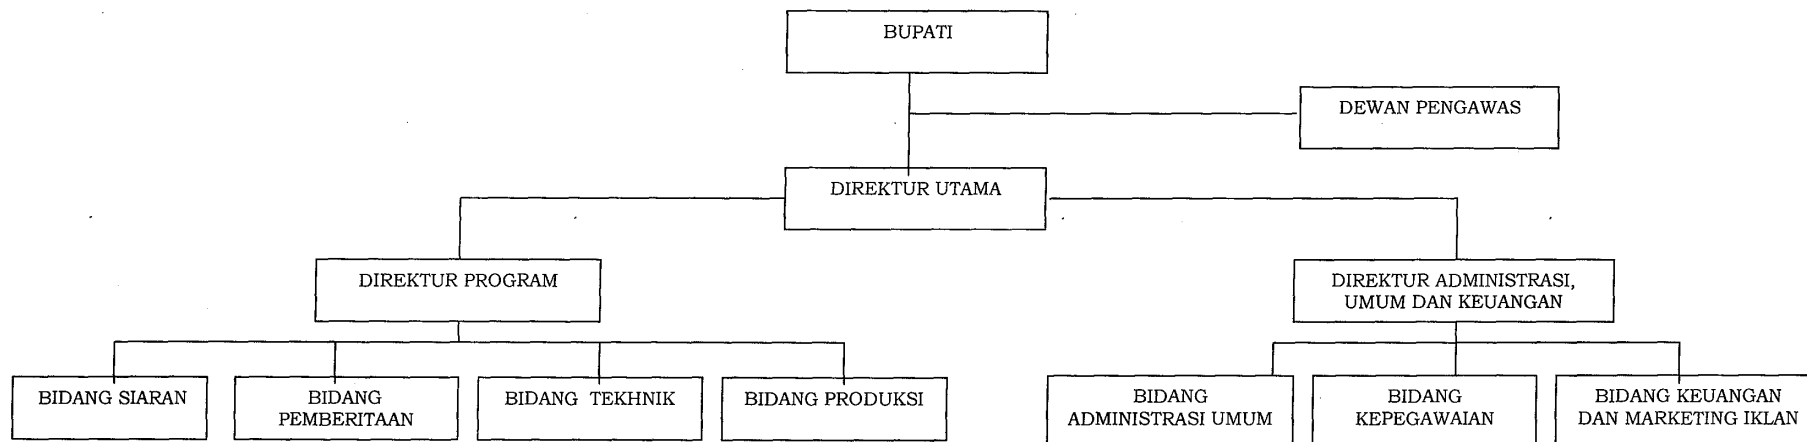 BUPATI
DEWAN PENGAWAS
DIREKTUR UTAMA
DIREKTUR PROGRAM
DIREKTUR ADMINISTRASI,
UMUM DAN KEUANGAN
BIDANG SIARAN
BIDANG
PEMBERITAAN
BIDANG TEKHNIK
BIDANG PRODUKSI
BIDANG
ADMINISTRASI UMUM
BIDANG
KEPEGAWAIAN
BIDANG KEUANGAN
DAN MARKETING IKLAN